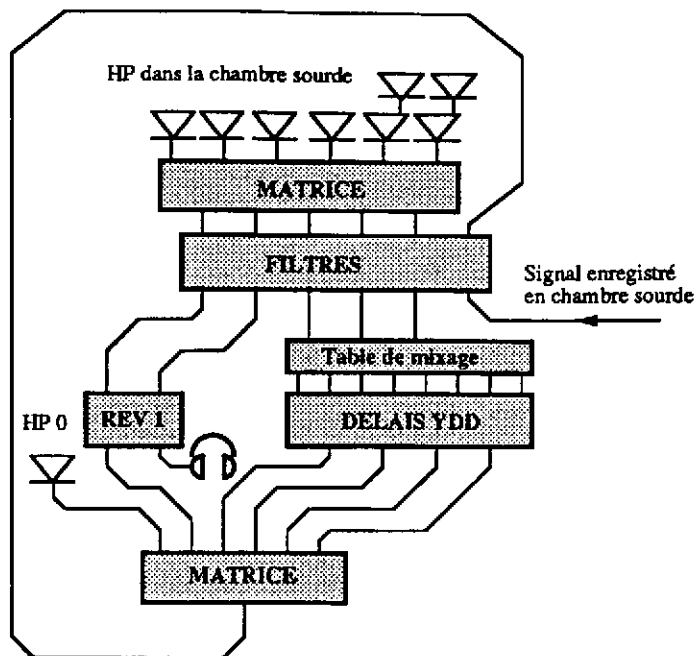 HP dans la chambre sourde
MATRICE
FILTRES
Signal enregistré
en chambre sourde
Table de mixage
HP 0
REV 1
DELAIS YDD
MATRICE